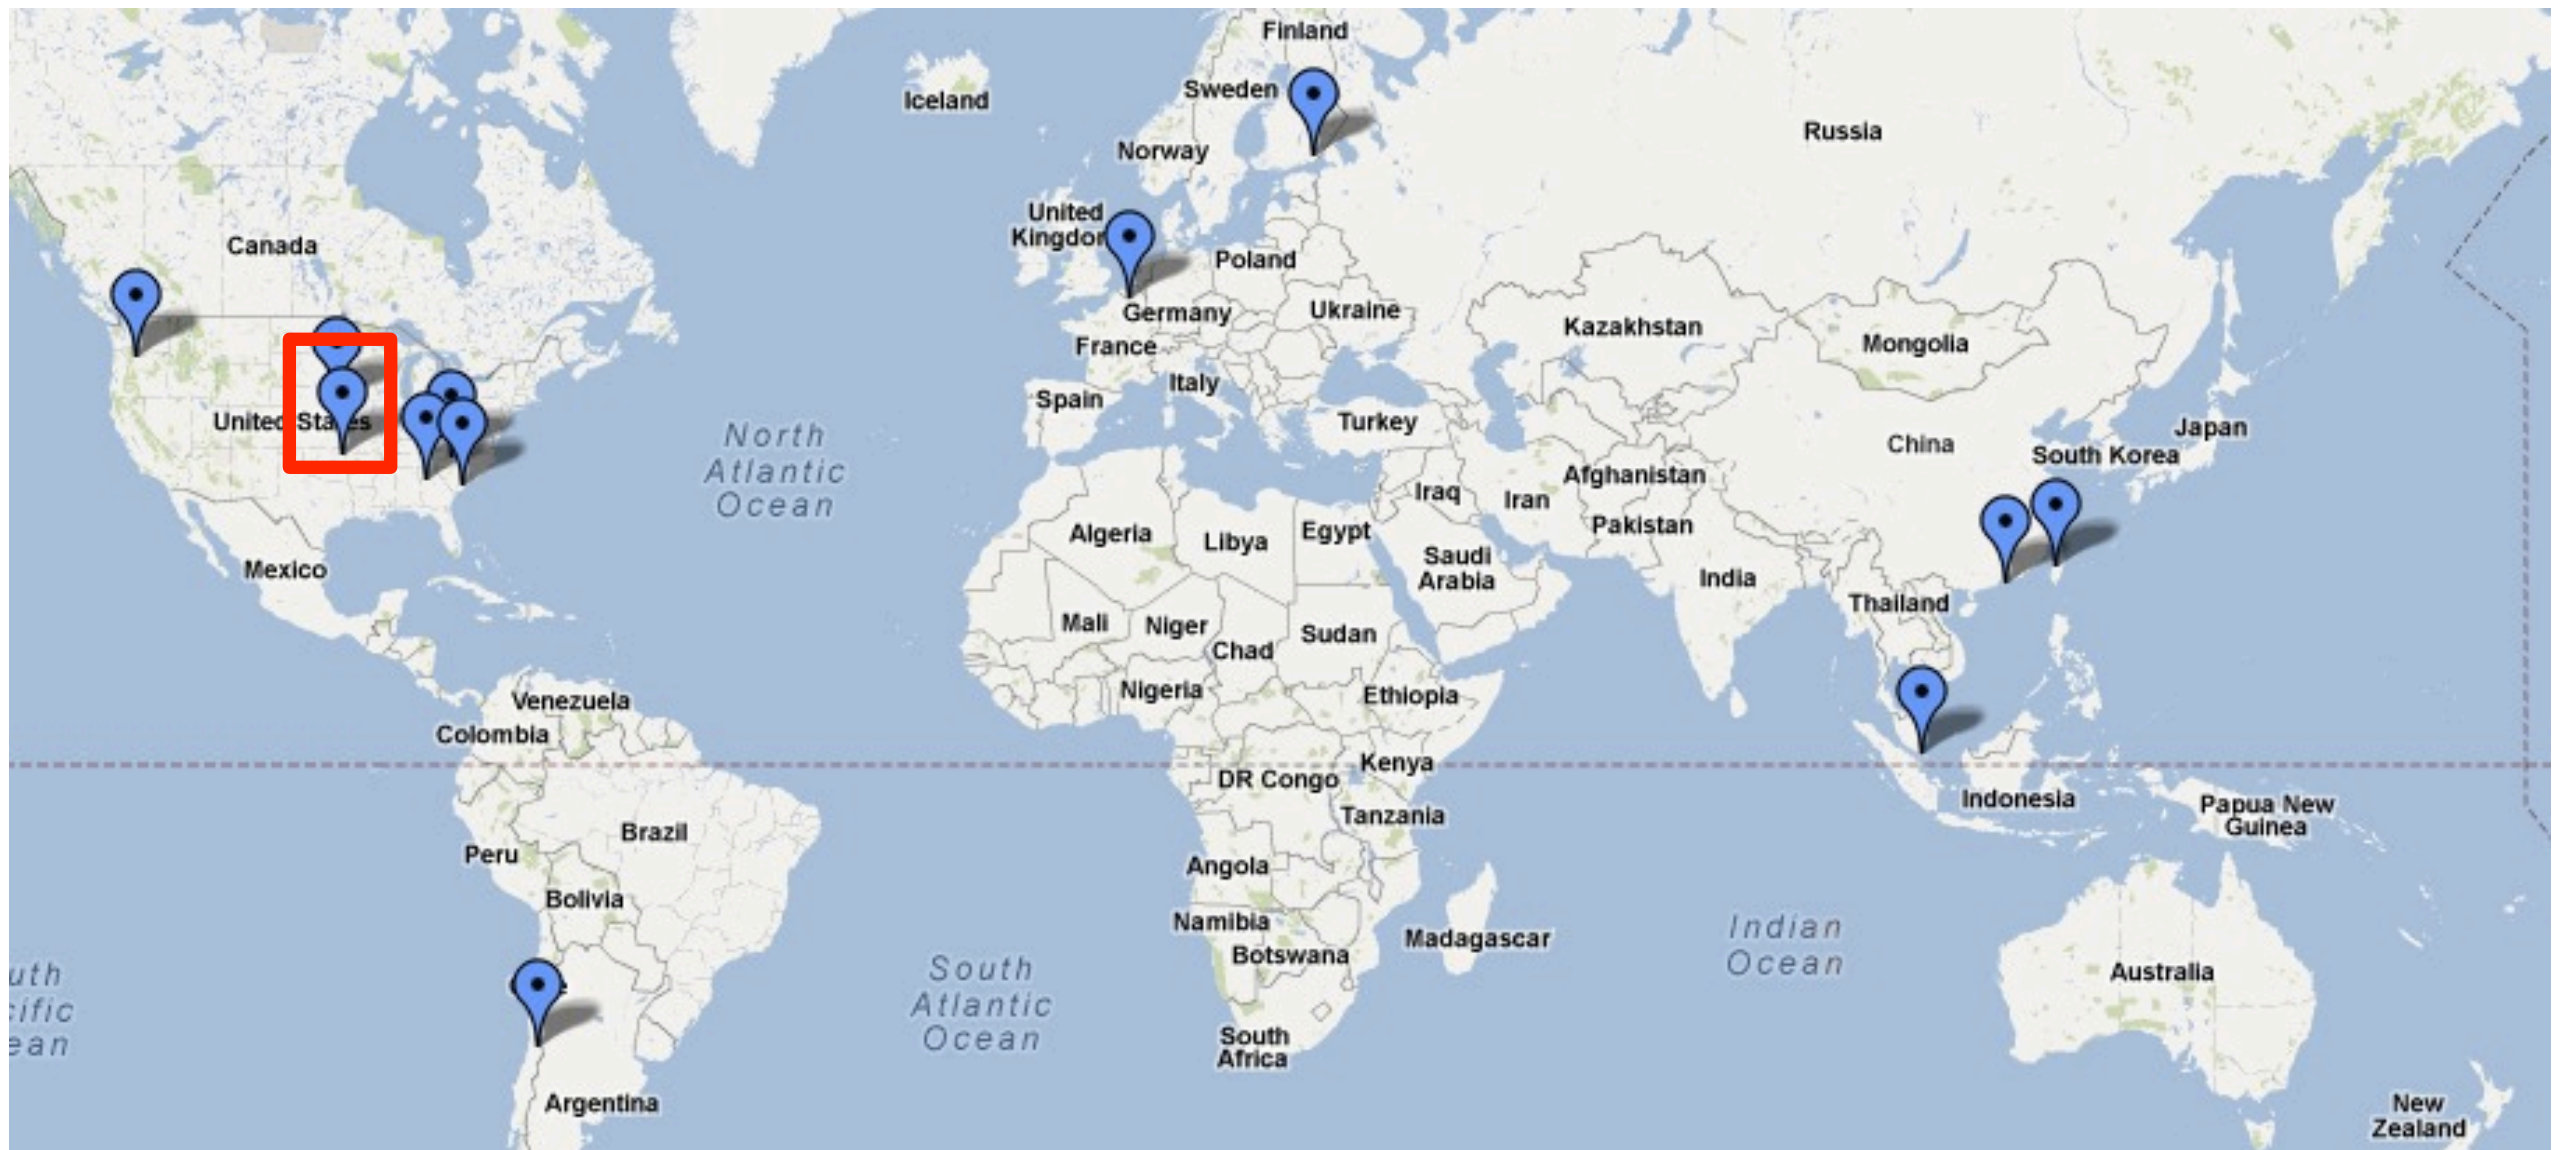 Finland
Sweden
Iceland
Russia
Norway
United
Kingdom
Canada
Poland
Germany
Ukraine
Kazakhstan
Mongolia
France
Italy
Spain
United States
Turkey
Japan
China
South Korea
North
Atlantic
Ocean
Afghanistan
Iraq
Iran
Pakistan
Algeria
Libya
Egypt
Saudi
Arabia
India
Mexico
Thailand
Mali
Niger
Chad
Sudan
Nigeria
Ethiopia
Venezuela
Colombia
Kenya
DR Congo
Indonesia
Papua New
Guinea
Tanzania
Brazil
Peru
Angola
Bolivia
Namibia
Botswana
Madagascar
Indian
Ocean
Australia
South
Atlantic
Ocean
uth
cific
ean
South
Africa
Argentina
New
Zealand